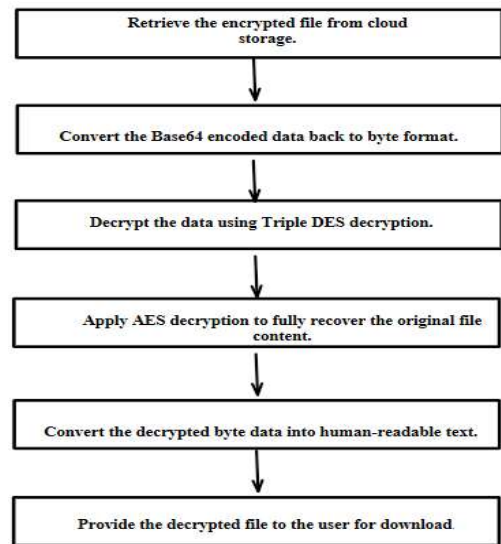 Retrieve the encrypted file from cloud
storage.
Convert the Base64 encoded data back to byte format.
Decrypt the data using Triple DES decryption.
Apply AES decryption to fully recover the original file
content.
Convert the decrypted byte data into human-readable text.
Provide the decrypted file to the user for download.